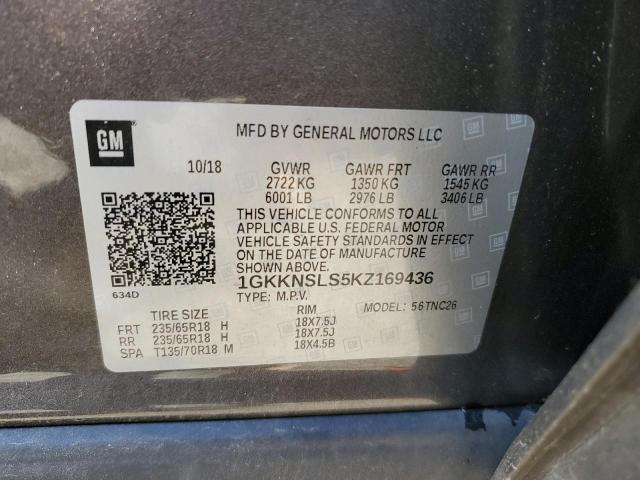 GM
MFD BY GENERAL MOTORS LLC
10/18 GVWR GAWR FRT GAWR RR
2722 KG 1350 KG 1545 KG
6001 LB 2976 LB 3406 LB
THIS VEHICLE CONFORMS TO ALL
APPLICABLE U.S. FEDERAL MOTOR
VEHICLE SAFETY STANDARDS IN EFFECT
ON THE DATE OF MANUFACTURE
SHOWN ABOVE.
1GKKNSLS5KZ169436
634D
TYPE: M.P.V. MODEL: 56TNC26
TIRE SIZE RIM
FRT 235/65R18 H 18X7.5J
RR 235/65R18 H 18X7.5J
SPA T135/70R18 M 18X4.5B